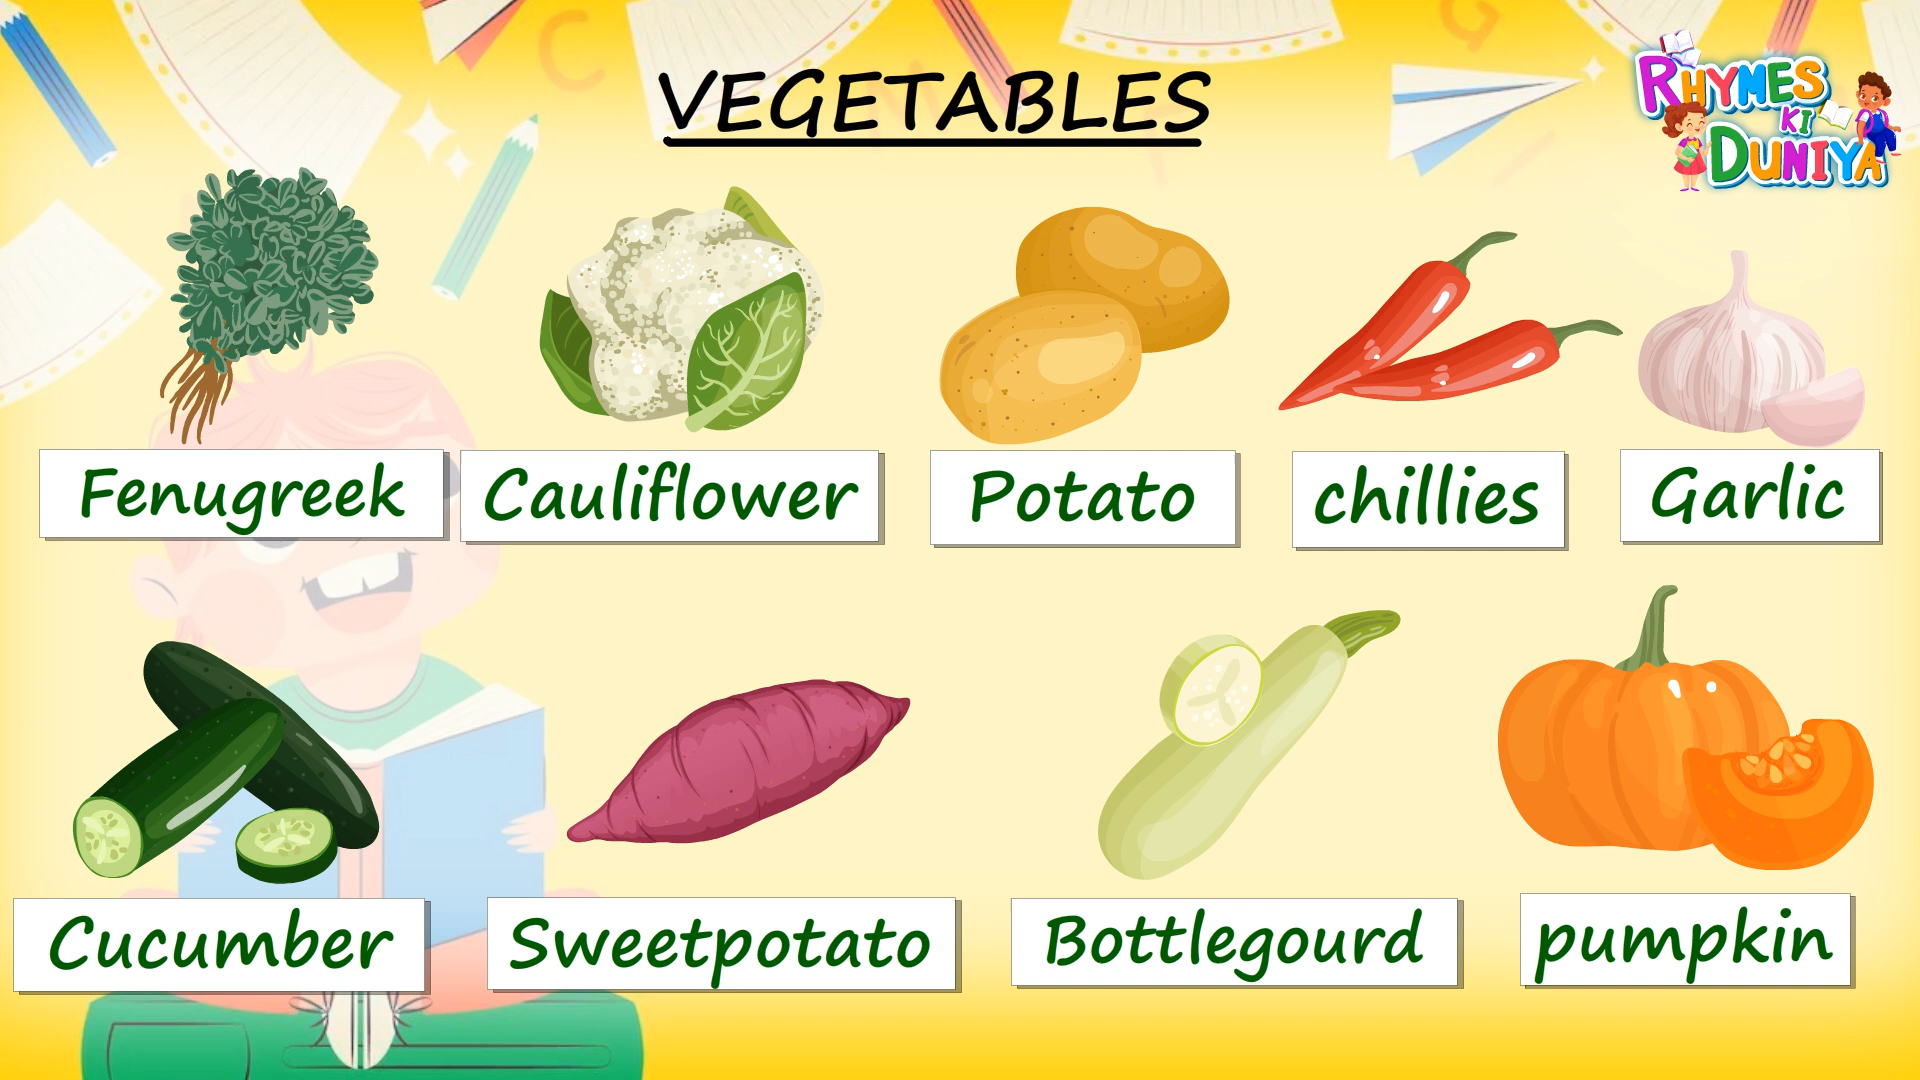 VEGETABLES
RHYMES
KI
DUNIYA
Fenugreek
Cauliflower
Potato
chillies
Garlic
Cucumber
Sweetpotato
Bottlegourd
pumpkin